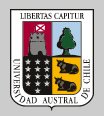 LIBERTAS CAPITUR
UNIVERSIDAD AUSTRAL DE CHILE